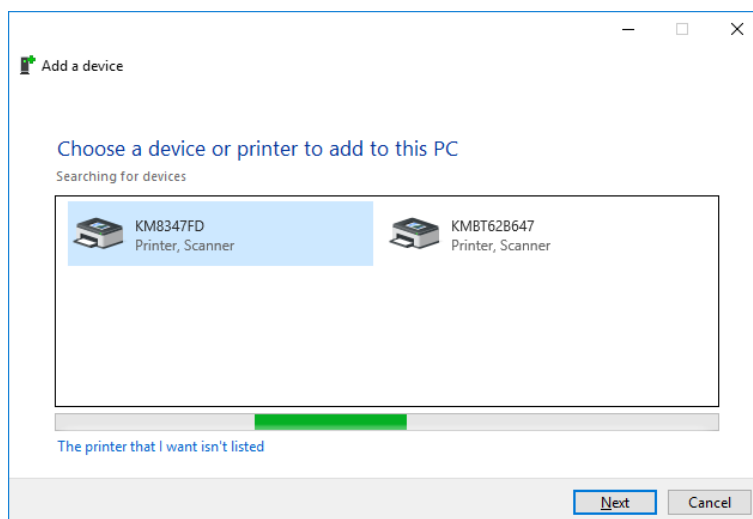 Add a device
Choose a device or printer to add to this PC
Searching for devices
KM8347FD
Printer, Scanner
KMBT62B647
Printer, Scanner
The printer that I want isn't listed
Next
Cancel